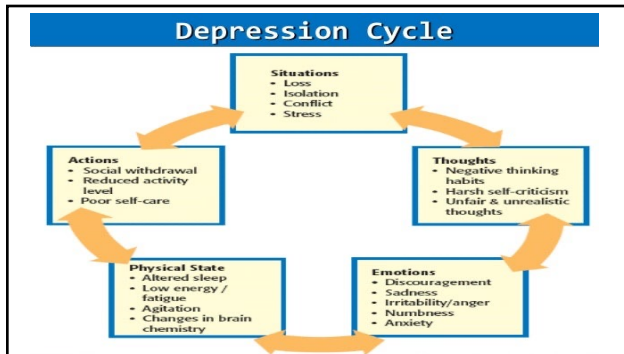 Depression Cycle
Situations
• Loss
• Isolation
• Conflict
• Stress
Thoughts
• Negative thinking
habits
• Harsh self-criticism
• Unfair & unrealistic
thoughts
Emotions
• Discouragement
• Sadness
• Irritability/anger
• Numbness
• Anxiety
Physical State
• Altered sleep
• Low energy /
fatigue
• Agitation
• Changes in brain
chemistry
Actions
• Social withdrawal
• Reduced activity
level
• Poor self-care